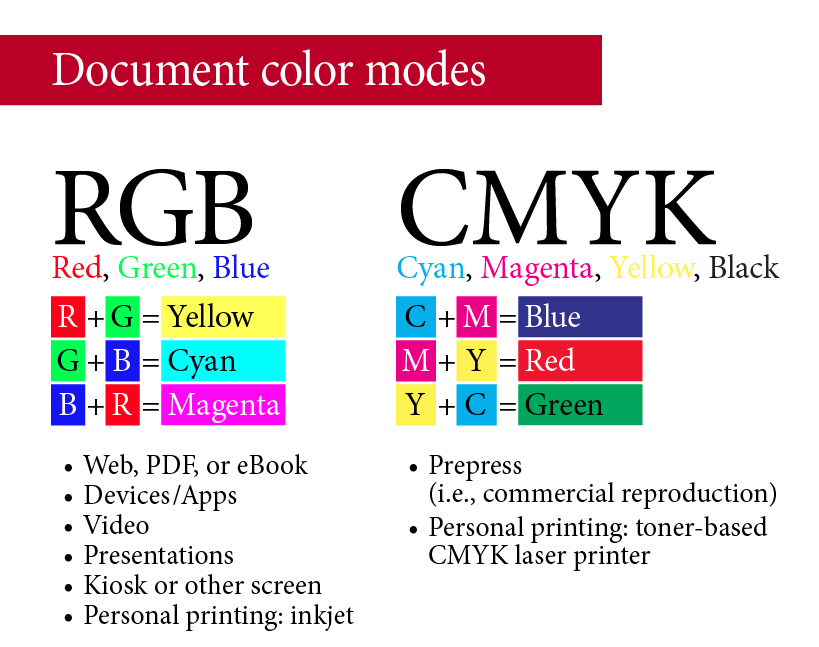 Document color modes
RGB
Red, Green, Blue
R + G = Yellow
G + B = Cyan
B + R = Magenta
• Web, PDF, or eBook
• Devices/Apps
• Video
• Presentations
• Kiosk or other screen
• Personal printing: inkjet
CMYK
Cyan, Magenta, Yellow, Black
C + M = Blue
M + Y = Red
Y + C = Green
• Prepress
(i.e., commercial reproduction)
• Personal printing: toner-based
CMYK laser printer